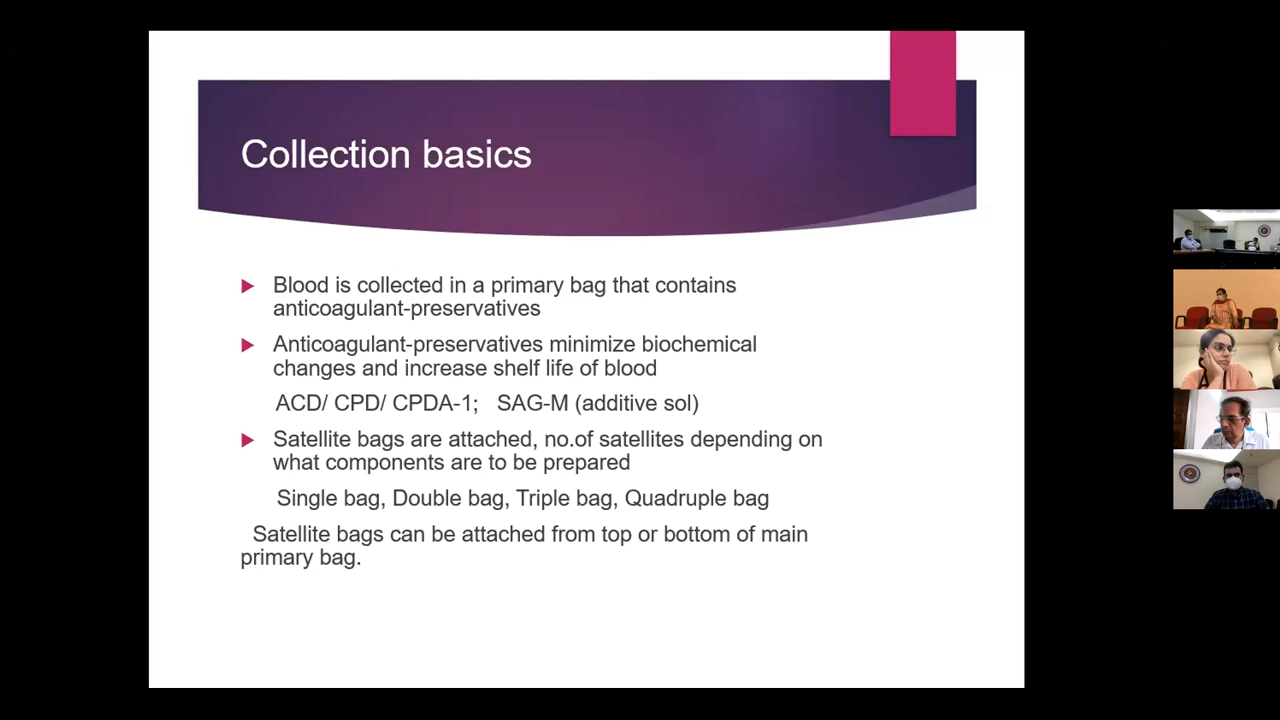 Collection basics
Blood is collected in a primary bag that contains
anticoagulant-preservatives
Anticoagulant-preservatives minimize biochemical
changes and increase shelf life of blood
ACD/ CPD/ CPDA-1; SAG-M (additive sol)
Satellite bags are attached, no.of satellites depending on
what components are to be prepared
Single bag, Double bag, Triple bag, Quadruple bag
Satellite bags can be attached from top or bottom of main
primary bag.